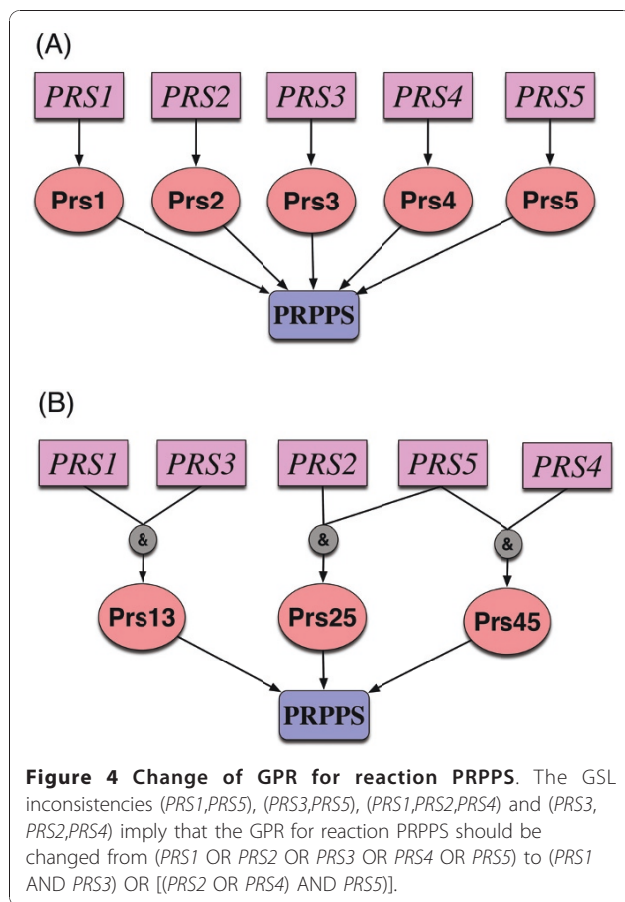 (A)
PRS1 PRS2 PRS3 PRS4 PRS5
Prs1 Prs2 Prs3 Prs4 Prs5
PRPPS
(B)
PRS1 PRS3 PRS2 PRS5 PRS4
& & &
Prs13 Prs25 Prs45
PRPPS
Figure 4 Change of GPR for reaction PRPPS. The GSL
inconsistencies (PRS1,PRS5), (PRS3,PRS5), (PRS1,PRS2,PRS4) and (PRS3,
PRS2,PRS4) imply that the GPR for reaction PRPPS should be
changed from (PRS1 OR PRS2 OR PRS3 OR PRS4 OR PRS5) to (PRS1
AND PRS3) OR [(PRS2 OR PRS4) AND PRS5)].